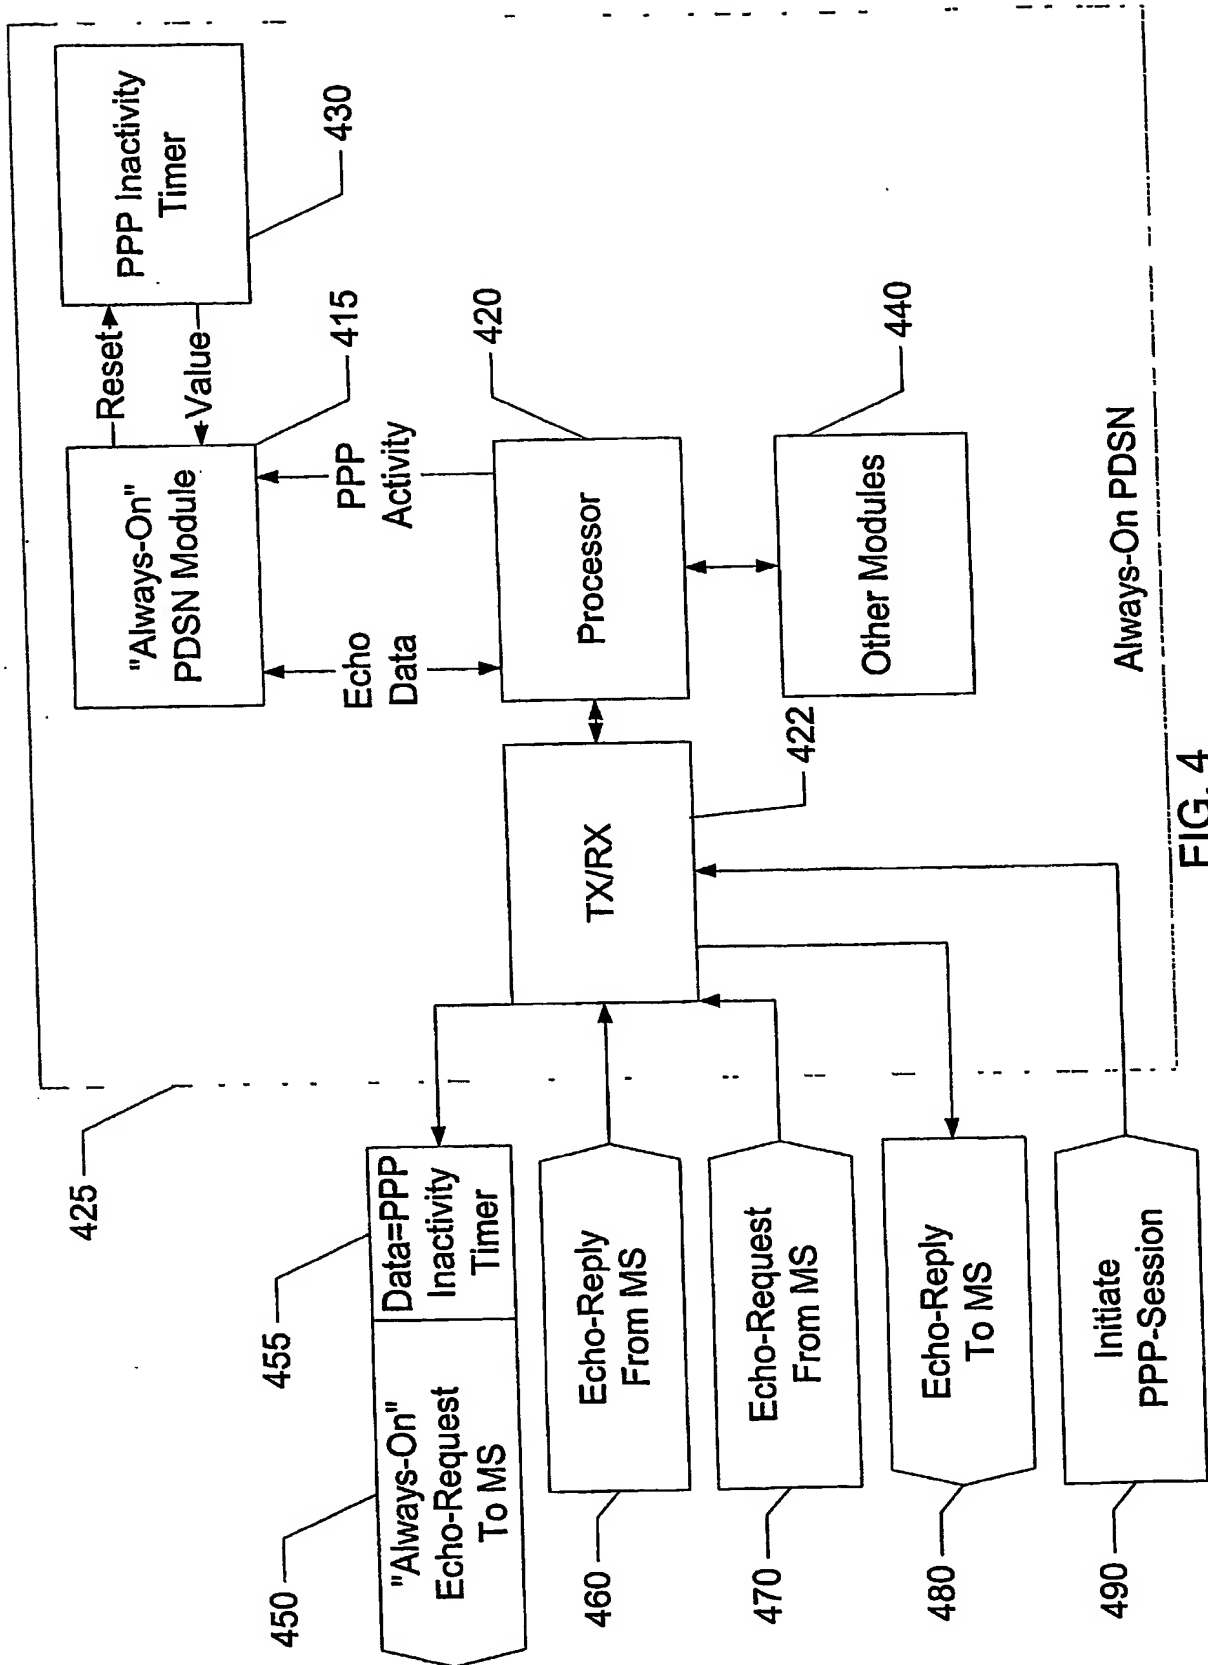 425
455
450
Data=PPP
Inactivity
Timer
"Always-On"
Echo-Request
To MS
460
Echo-Reply
From MS
470
Echo-Request
From MS
480
Echo-Reply
To MS
490
Initiate
PPP-Session
TX/RX
422
"Always-On"
PDSN Module
415
Reset
Value
PPP Inactivity
Timer
430
Echo
Data
PPP
Activity
Processor
420
Other Modules
440
Always-On PDSN
FIG. 4